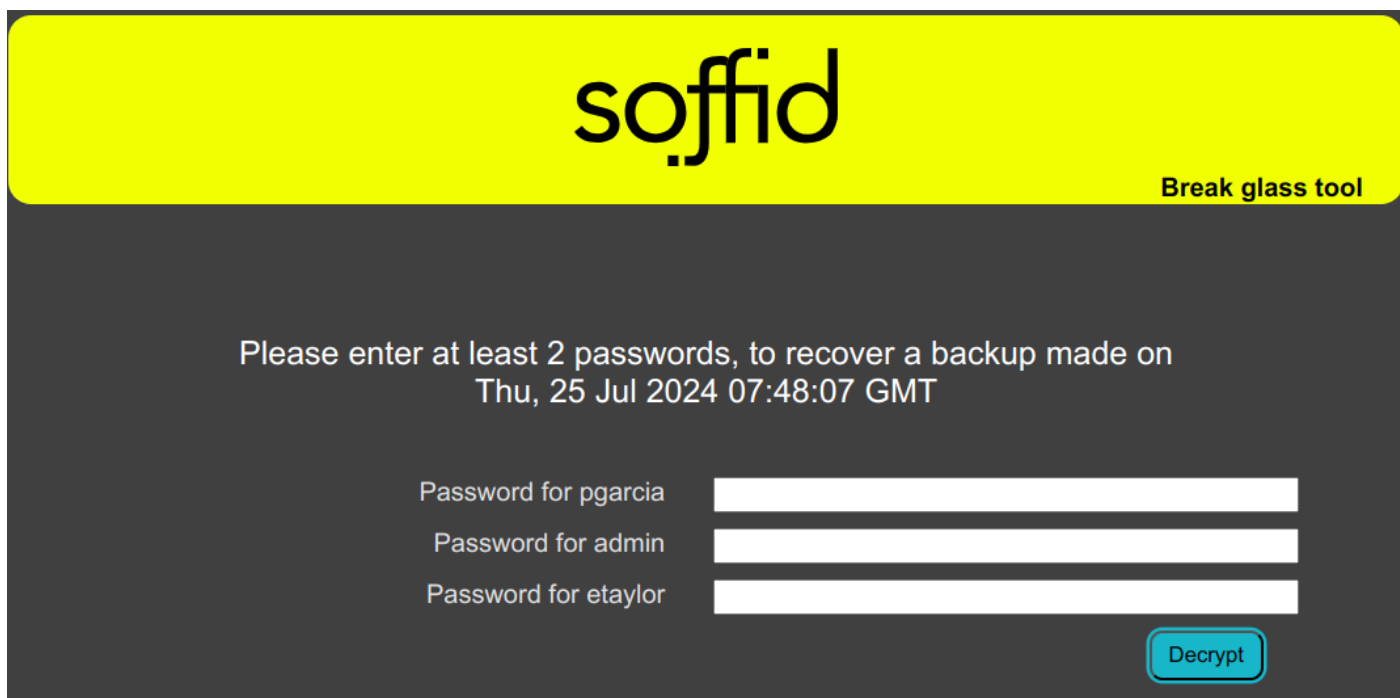 soffid
Break glass tool
Please enter at least 2 passwords, to recover a backup made on
Thu, 25 Jul 2024 07:48:07 GMT
Password for pgarcia
Password for admin
Password for etaylor
Decrypt